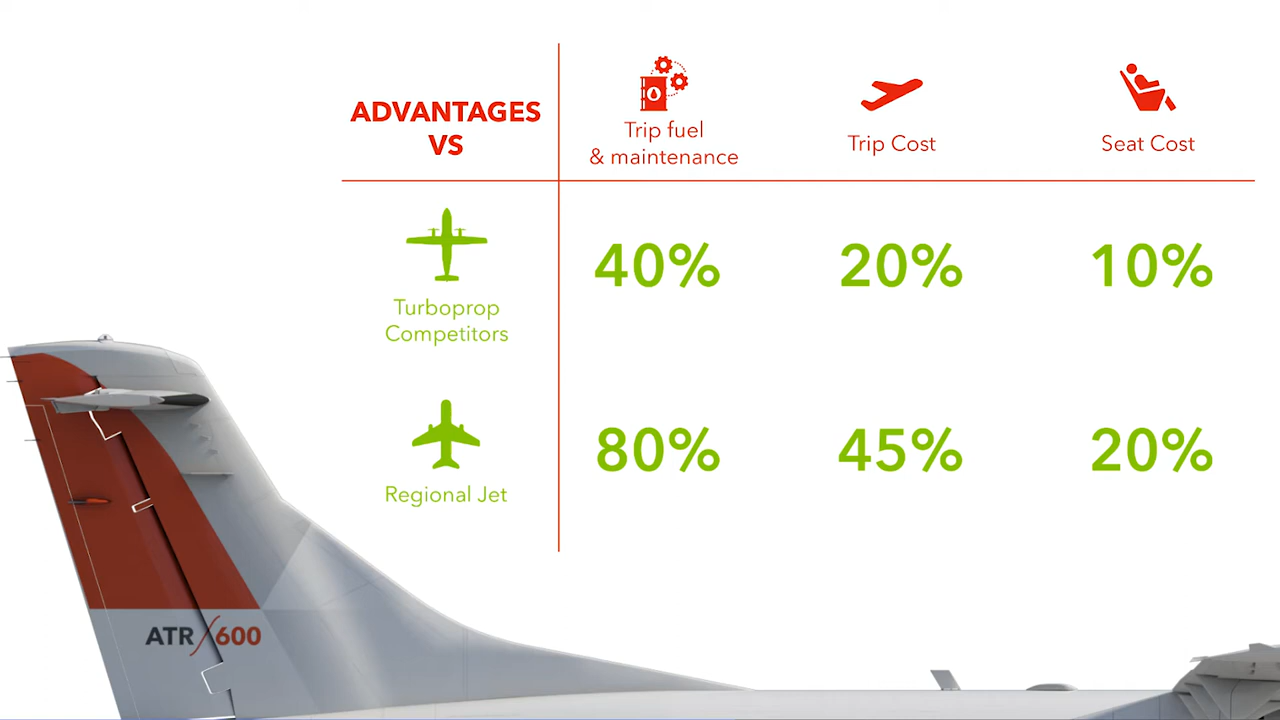 ADVANTAGES
VS
Trip fuel
& maintenance
Trip Cost
Seat Cost
Turboprop
Competitors
40%
20%
10%
Regional Jet
80%
45%
20%
ATR/600